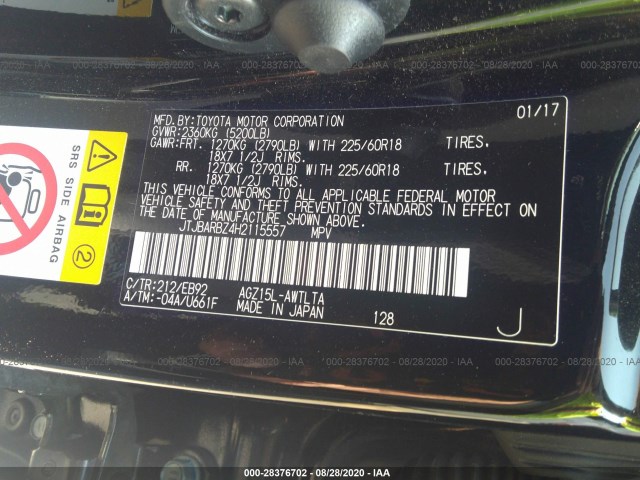 MFD. BY: TOYOTA MOTOR CORPORATION 01/17
GVWR: 2360KG (5200LB)
GAWR: FRT. 1270KG (2790LB) WITH 225/60R18 TIRES.
18X7 1/2J RIMS.
RR. 1270KG (2790LB) WITH 225/60R18 TIRES.
18X7 1/2J RIMS.
THIS VEHICLE CONFORMS TO ALL APPLICABLE FEDERAL MOTOR
VEHICLE SAFETY AND THEFT PREVENTION STANDARDS IN EFFECT ON
THE DATE OF MANUFACTURE SHOWN ABOVE.
JTJBARBZ4H2115557 MPV
C/TR: 212/EB92 AGZ15L-AWTLTA
A/TM: -04A/U661F MADE IN JAPAN 128 J
SRS SIDE AIRBAG
2
000-28376702 - 08/28/2020 - IAA